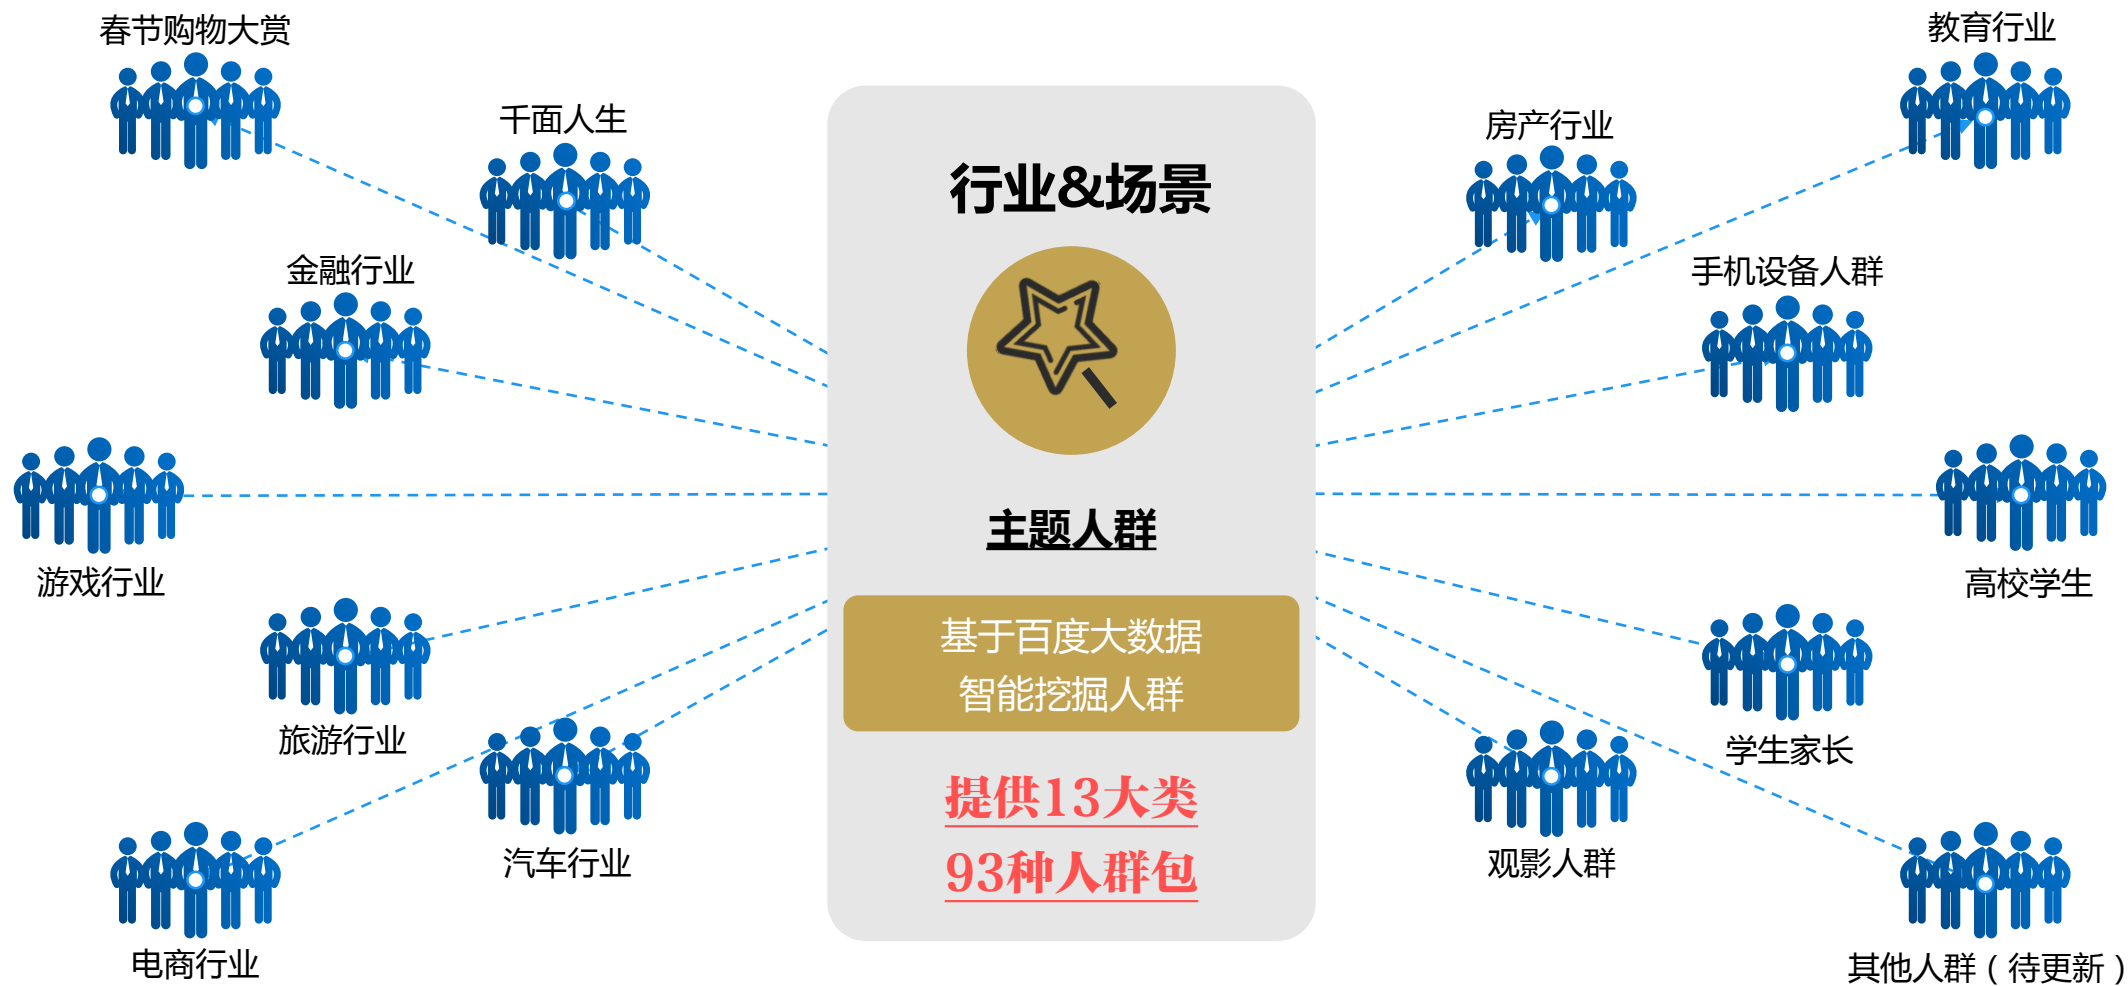 春节购物大赏
千面人生
金融行业
游戏行业
旅游行业
汽车行业
电商行业
行业&场景
主题人群
基于百度大数据
智能挖掘人群
提供13大类
93种人群包
教育行业
房产行业
手机设备人群
高校学生
学生家长
观影人群
其他人群（待更新）